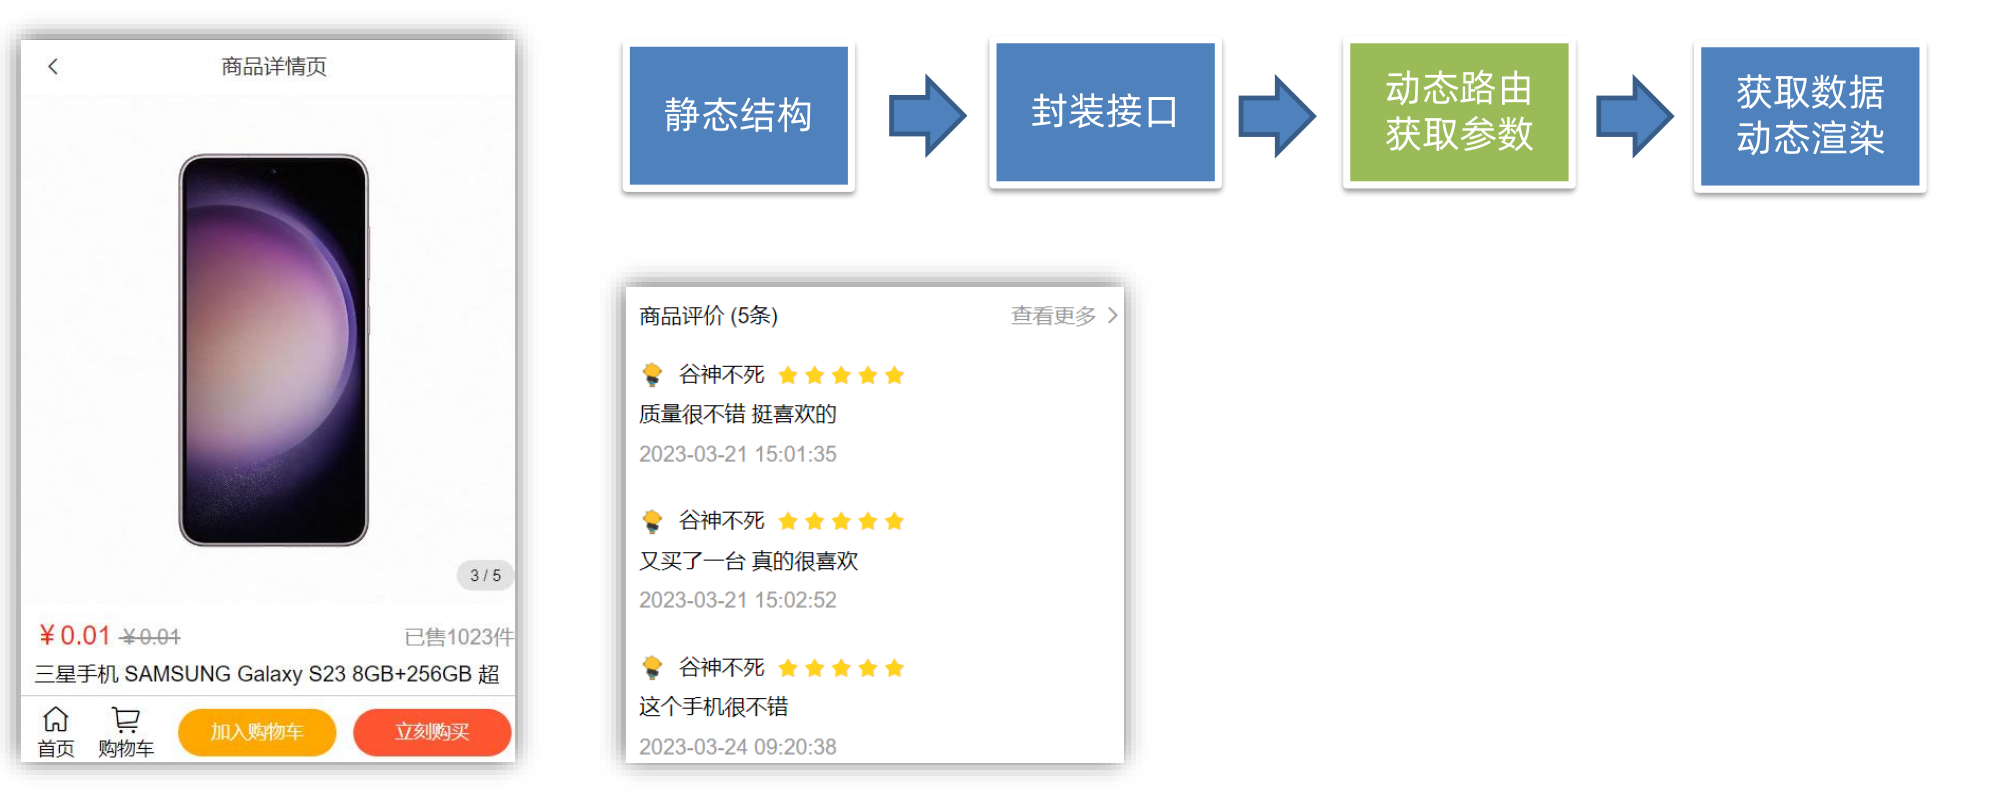 商品详情页
3 / 5
¥ 0.01 ¥ 0.01 已售1023件
三星手机 SAMSUNG Galaxy S23 8GB+256GB 超
首页 购物车 加入购物车 立刻购买
静态结构
封装接口
动态路由
获取参数
获取数据
动态渲染
商品评价 (5条) 查看更多
谷神不死
质量很不错 挺喜欢的
2023-03-21 15:01:35
谷神不死
又买了一台 真的很喜欢
2023-03-21 15:02:52
谷神不死
这个手机很不错
2023-03-24 09:20:38